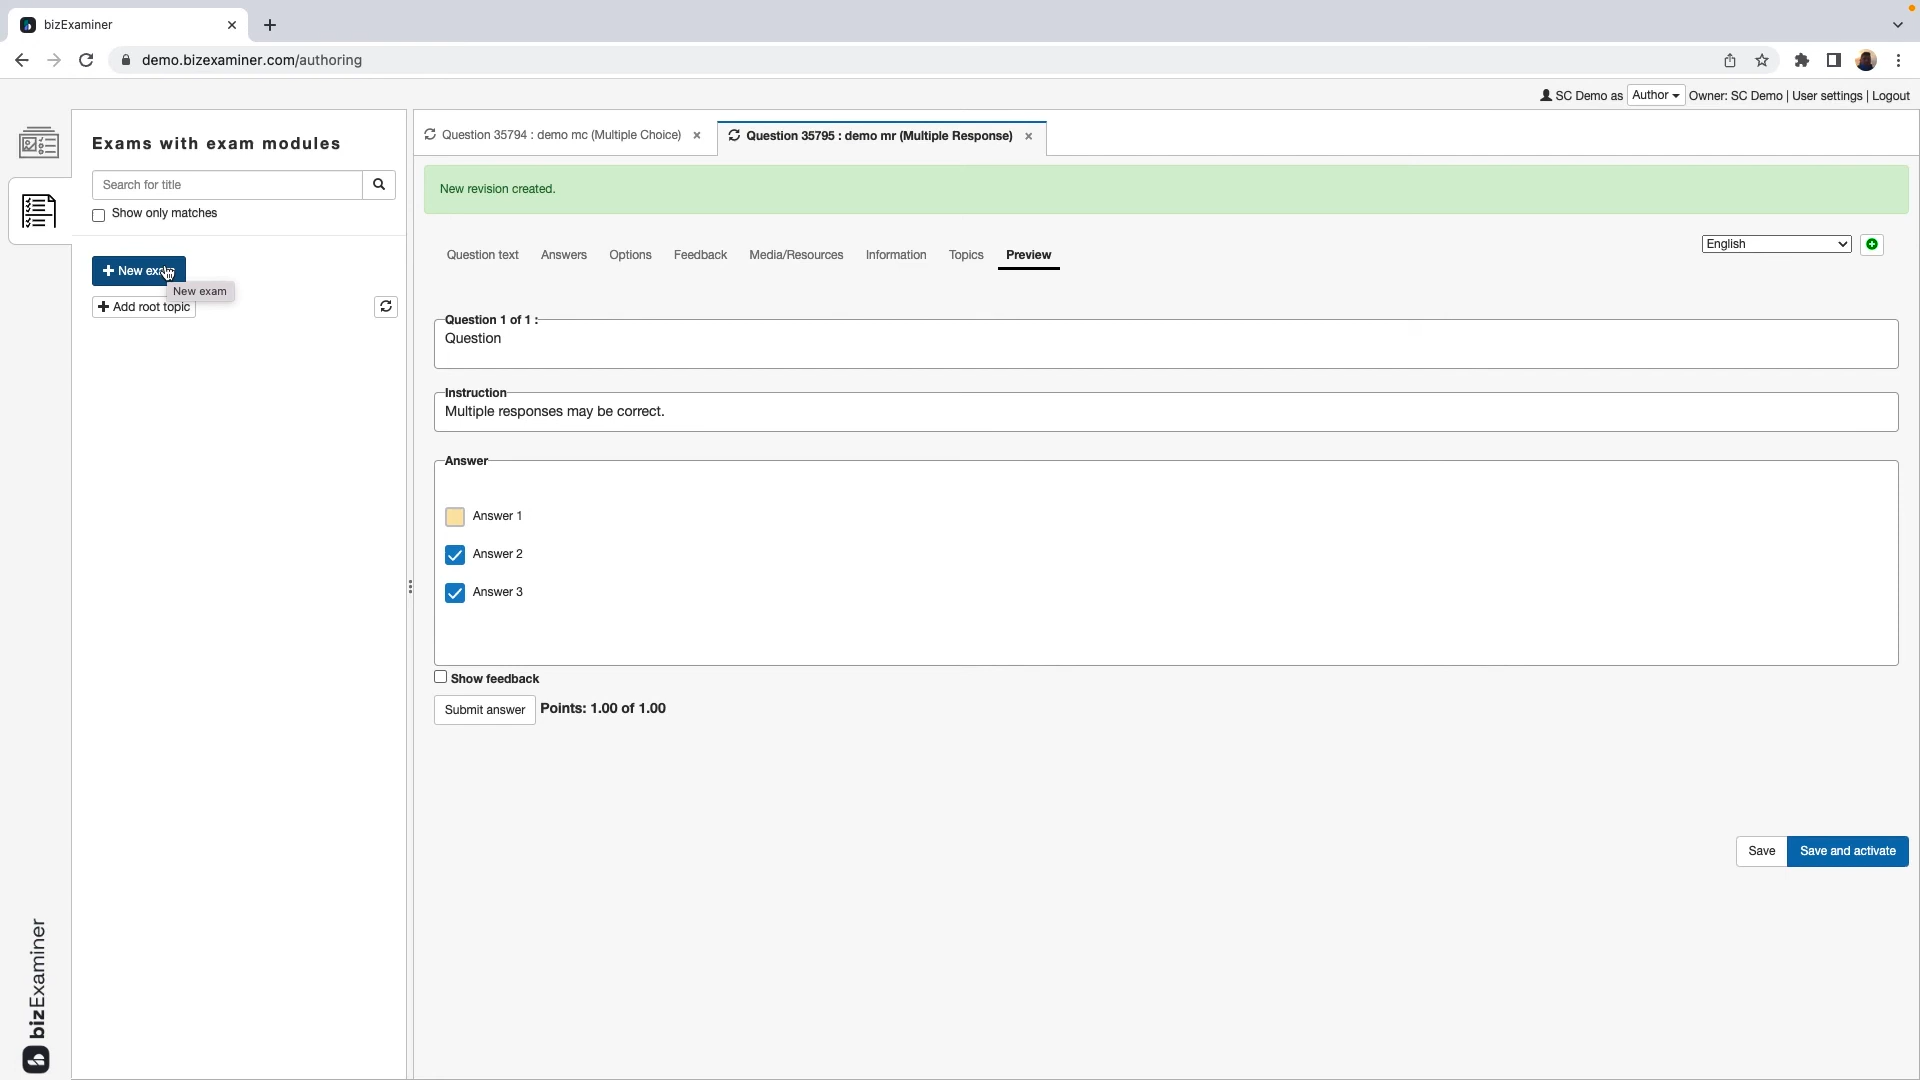 bizExaminer
demo.bizexaminer.com/authoring
SC Demo as Author Owner: SC Demo | User settings | Logout
Exams with exam modules
Search for title
Show only matches
New exam
New exam
Add root topic
bizExaminer
Question 35794 : demo mc (Multiple Choice)
Question 35795 : demo mr (Multiple Response)
New revision created.
Question text Answers Options Feedback Media/Resources Information Topics Preview
English
Question 1 of 1 :
Question
Instruction
Multiple responses may be correct.
Answer
Answer 1
Answer 2
Answer 3
Show feedback
Submit answer Points: 1.00 of 1.00
Save Save and activate